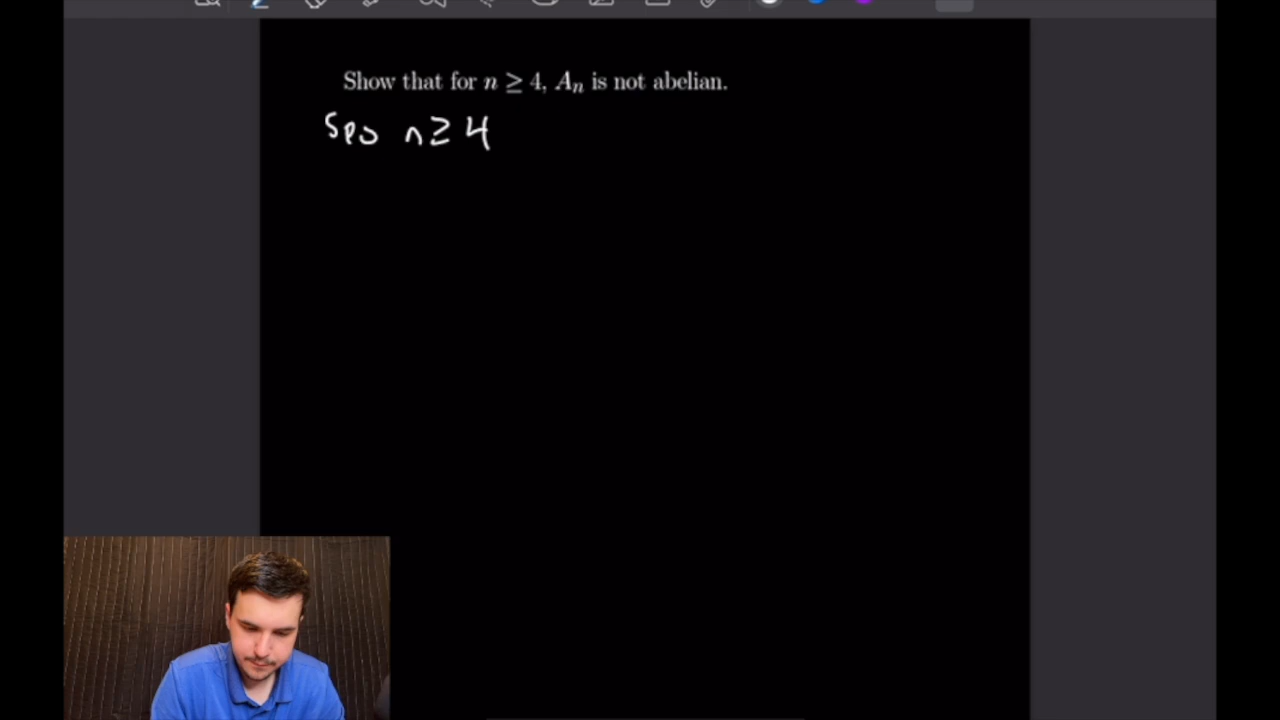 Show that for n ≥ 4, Aₙ is not abelian.
Sps n ≥ 4